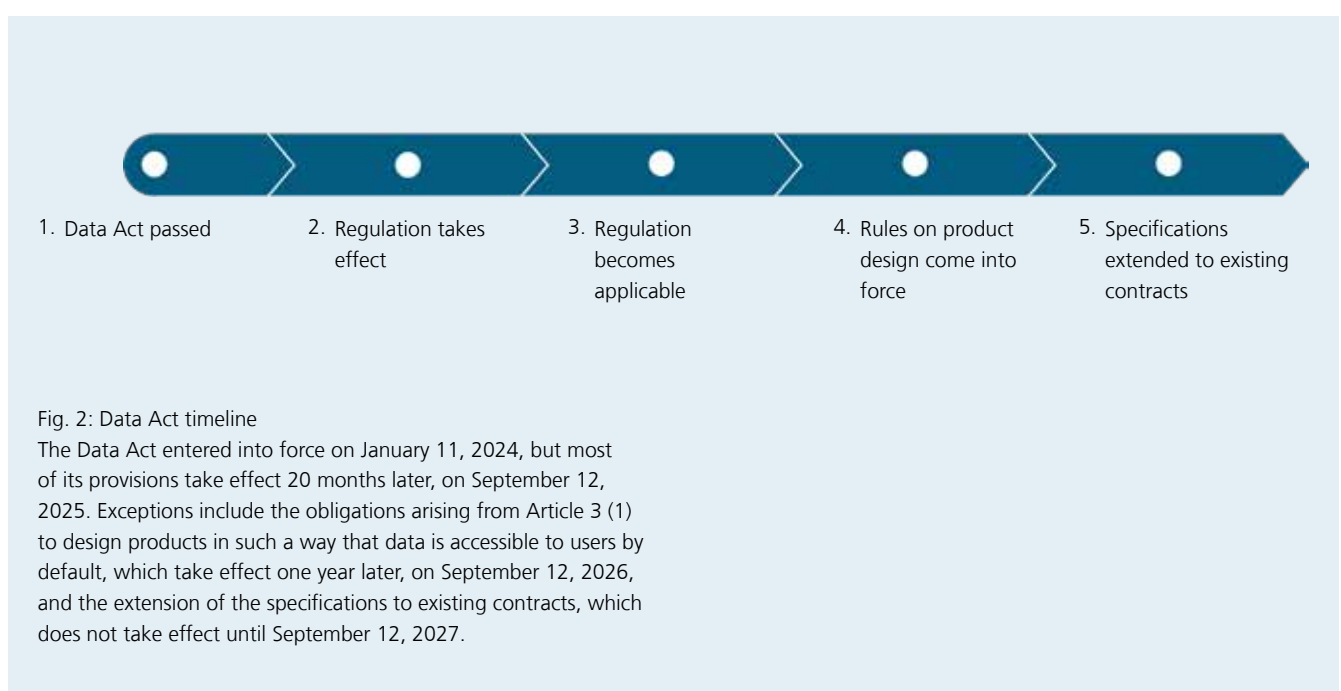 1. Data Act passed
2. Regulation takes
effect
3. Regulation
becomes
applicable
4. Rules on product
design come into
force
5. Specifications
extended to existing
contracts
Fig. 2: Data Act timeline
The Data Act entered into force on January 11, 2024, but most
of its provisions take effect 20 months later, on September 12,
2025. Exceptions include the obligations arising from Article 3 (1)
to design products in such a way that data is accessible to users by
default, which take effect one year later, on September 12, 2026,
and the extension of the specifications to existing contracts, which
does not take effect until September 12, 2027.